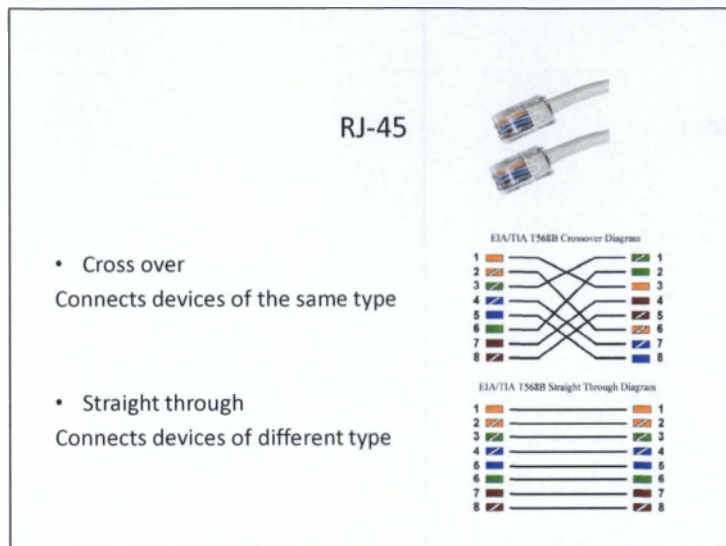 RJ-45
EIA/TIA T568B Crossover Diagram
1 1
2 2
3 3
4 4
5 5
6 6
7 7
8 8
• Cross over
Connects devices of the same type
EIA/TIA T568B Straight Through Diagram
1 1
2 2
3 3
4 4
5 5
6 6
7 7
8 8
• Straight through
Connects devices of different type